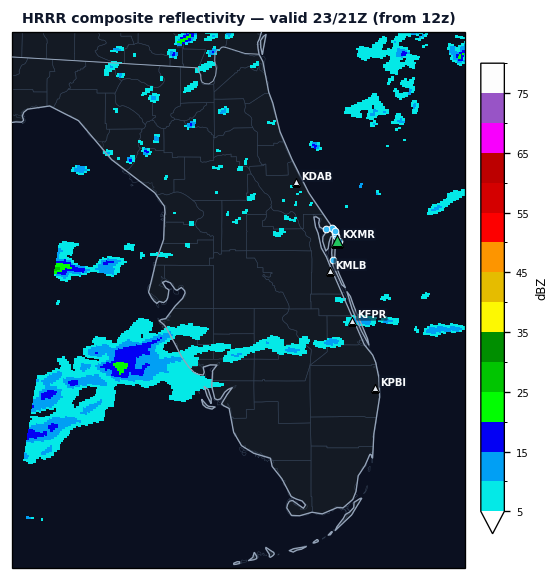 HRRR composite reflectivity — valid 23/21Z (from 12z)
KDAB
KXMR
KMLB
KFPR
KPBI
75
65
55
45
35
25
15
5
dBZ